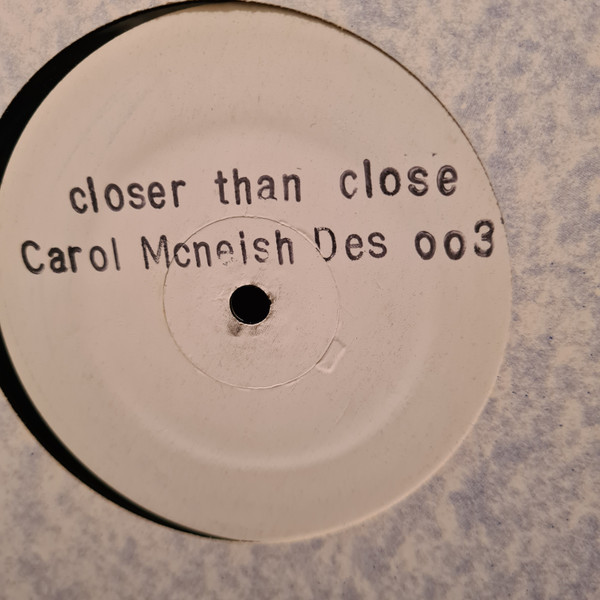 closer than close
Carol Mcneish Des 003